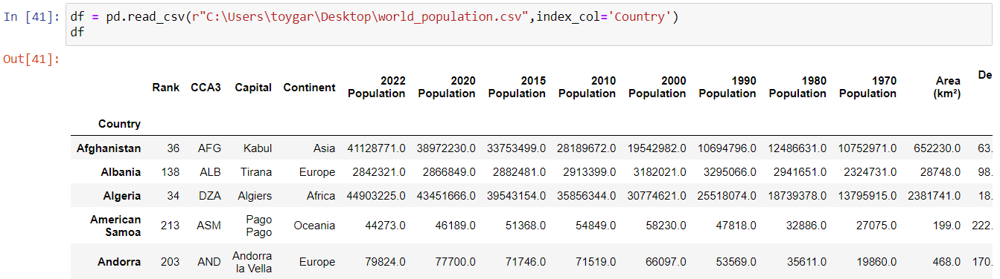 In [41]: df = pd.read_csv(r"C:\Users\toygar\Desktop\world_population.csv",index_col='Country')
df
Out[41]:
Rank CCA3 Capital Continent 2022 Population 2020 Population 2015 Population 2010 Population 2000 Population 1990 Population 1980 Population 1970 Population Area (km²) De
Country
Afghanistan 36 AFG Kabul Asia 41128771.0 38972230.0 33753499.0 28189672.0 19542982.0 10694796.0 12486631.0 10752971.0 652230.0 63.
Albania 138 ALB Tirana Europe 2842321.0 2866849.0 2882481.0 2913399.0 3182021.0 3295066.0 2941651.0 2324731.0 28748.0 98.
Algeria 34 DZA Algiers Africa 44903225.0 43451666.0 39543154.0 35856344.0 30774621.0 25518074.0 18739378.0 13795915.0 2381741.0 18.
American Samoa 213 ASM Pago Pago Oceania 44273.0 46189.0 51368.0 54849.0 58230.0 47818.0 32886.0 27075.0 199.0 222.
Andorra 203 AND Andorra la Vella Europe 79824.0 77700.0 71746.0 71519.0 66097.0 53569.0 35611.0 19860.0 468.0 170.